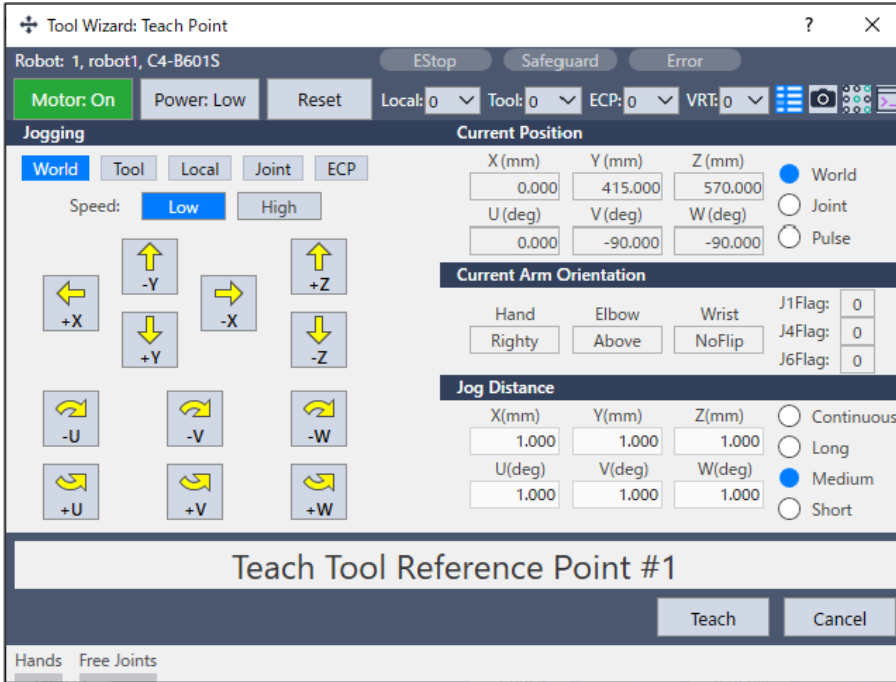 Tool Wizard: Teach Point ?
Robot: 1, robot1, C4-B601S EStop Safeguard Error
Motor: On Power: Low Reset Local: 0 Tool: 0 ECP: 0 VRT: 0
Jogging
World Tool Local Joint ECP
Speed: Low High
-Y +Z
+X -X
+Y -Z
-U -V -W
+U +V +W
Current Position
X (mm) Y (mm) Z (mm)
0.000 415.000 570.000
U (deg) V (deg) W (deg)
0.000 -90.000 -90.000
World
Joint
Pulse
Current Arm Orientation
Hand Elbow Wrist
Righty Above NoFlip
J1Flag: 0
J4Flag: 0
J6Flag: 0
Jog Distance
X(mm) Y(mm) Z(mm)
1.000 1.000 1.000
U(deg) V(deg) W(deg)
1.000 1.000 1.000
Continuous
Long
Medium
Short
Teach Tool Reference Point #1
Teach Cancel
Hands Free Joints